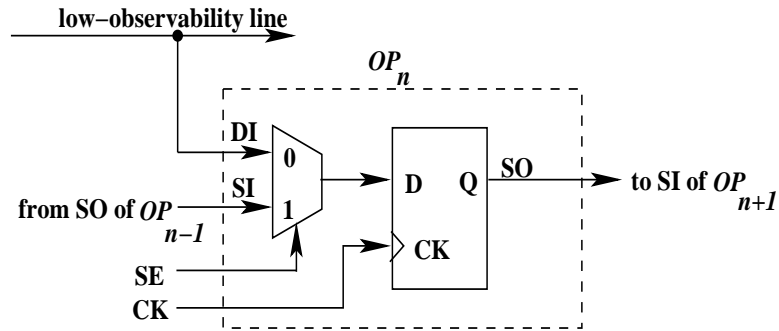 low-observability line
OP n
DI
0
SI
1
D Q
SO
to SI of OP n+1
from SO of OP n-1
CK
SE
CK